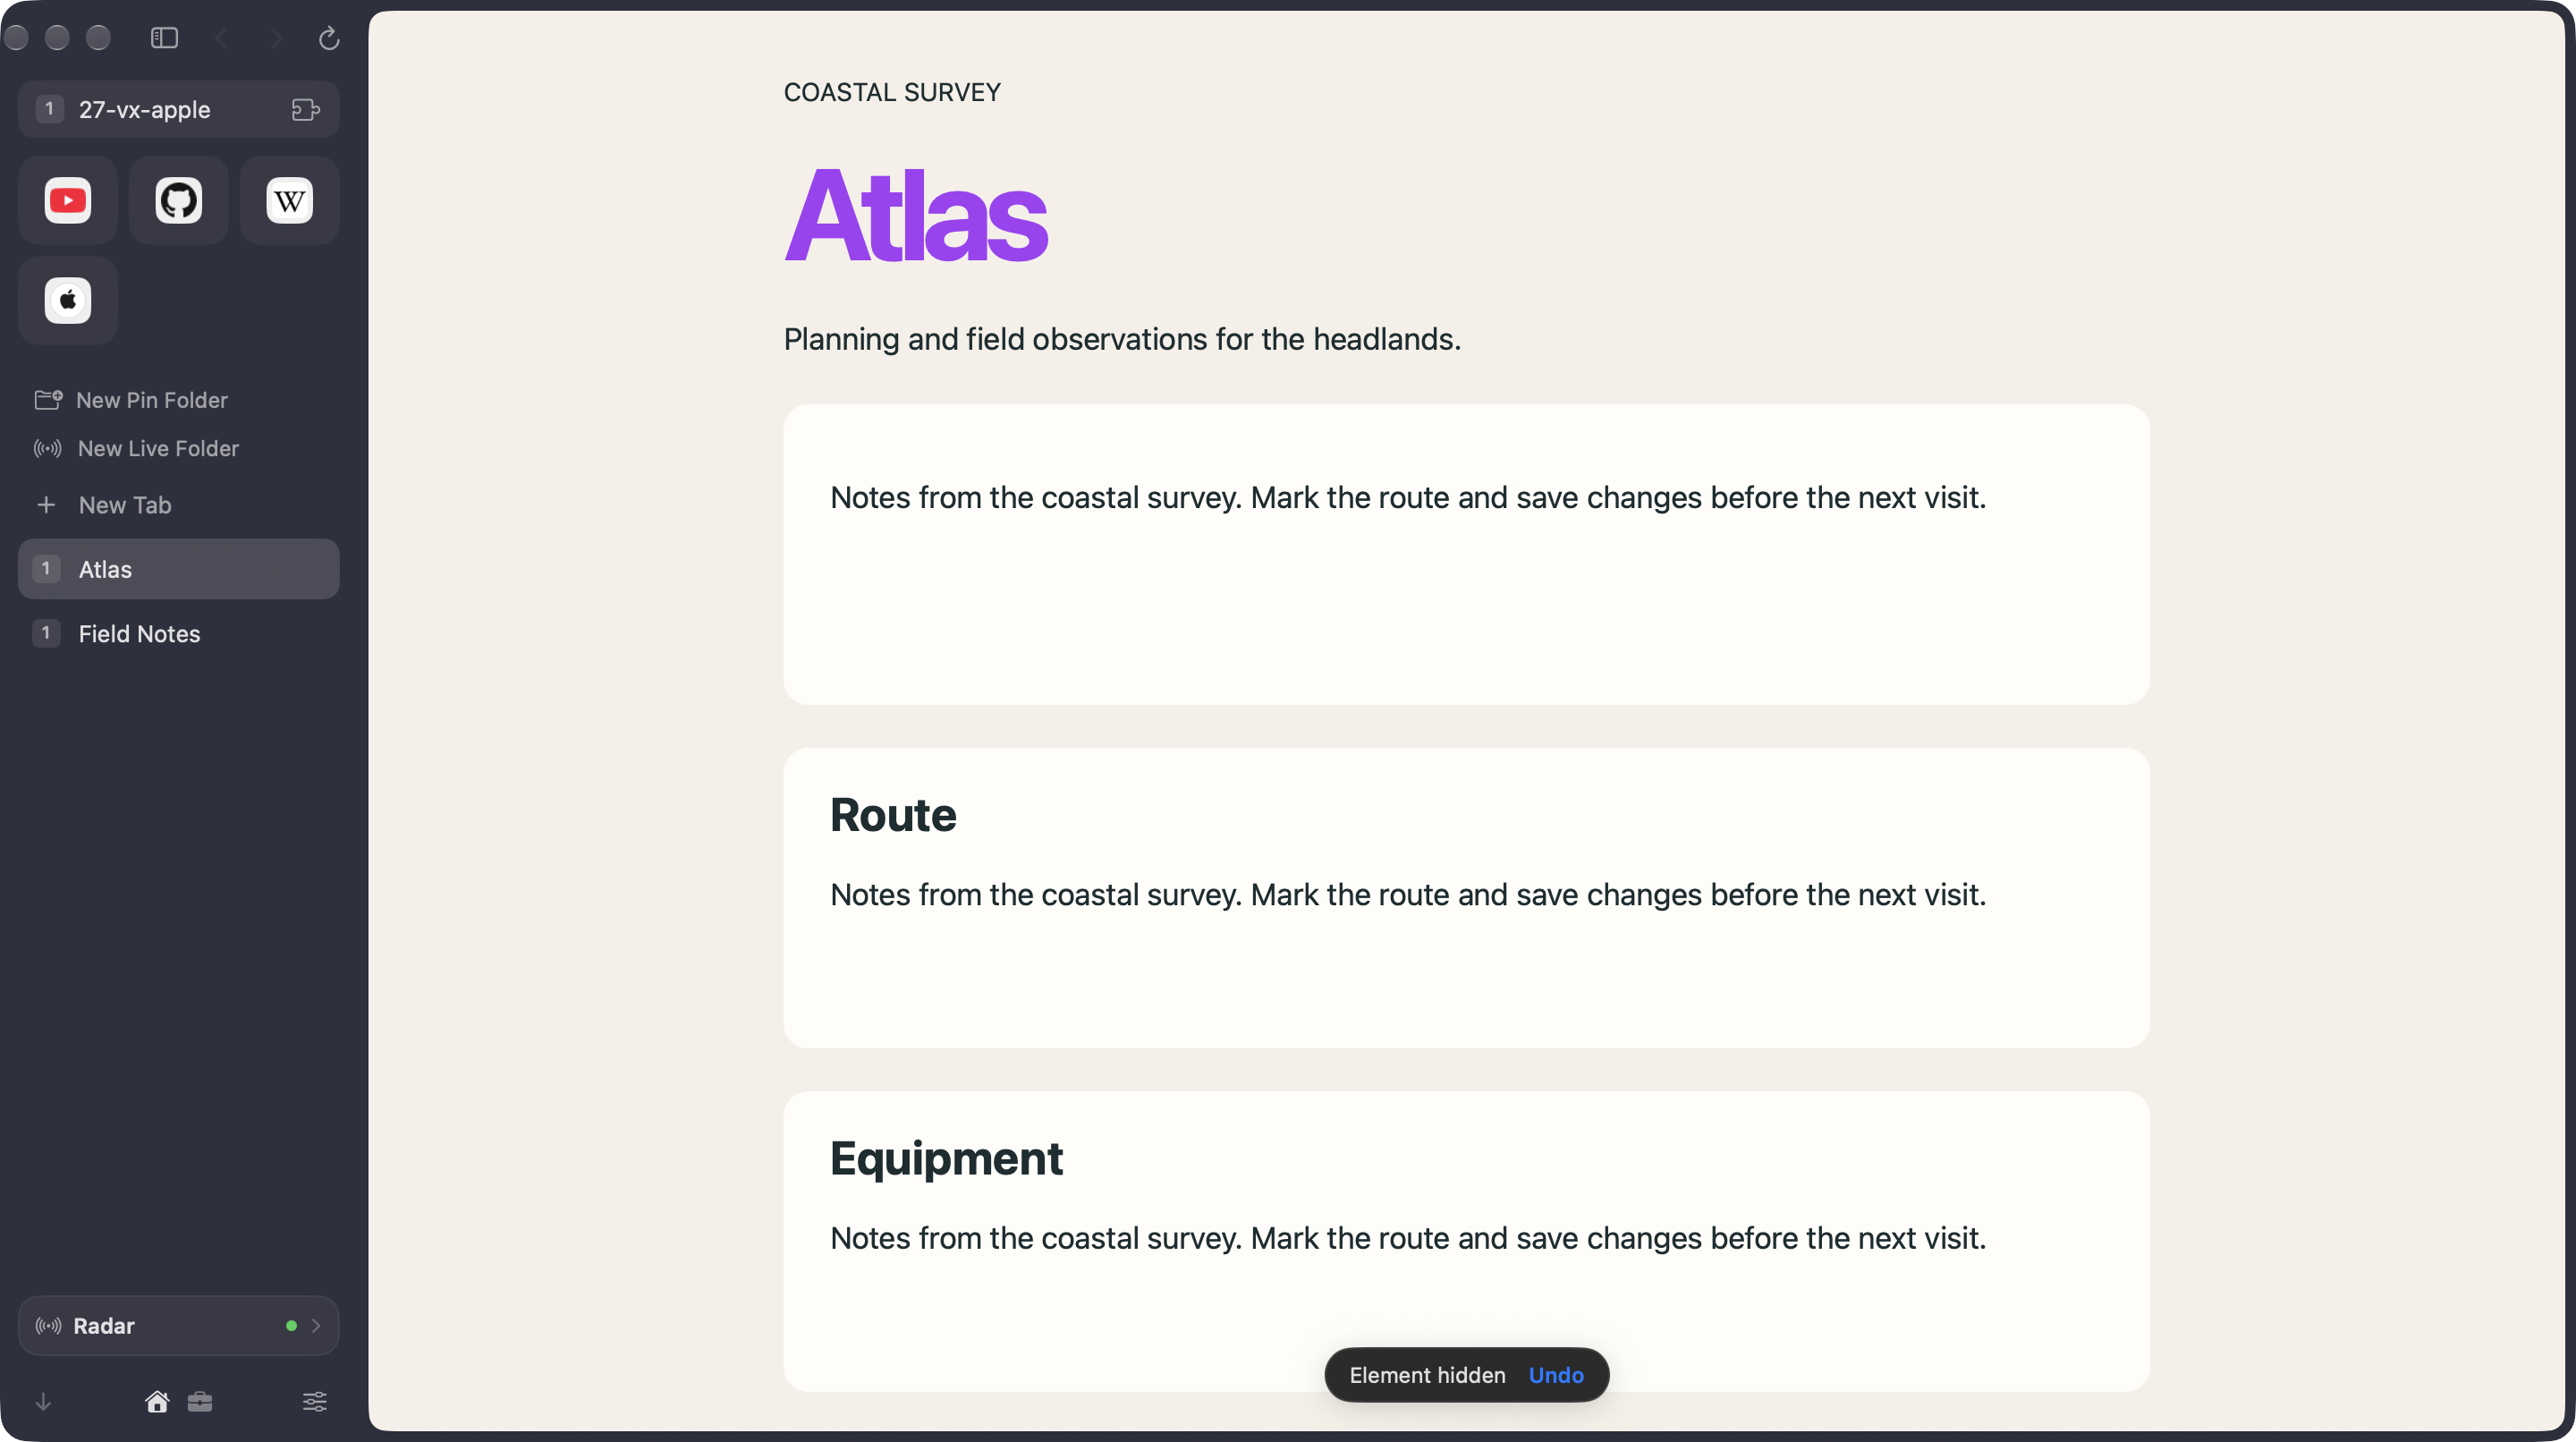 1 27-vx-apple
W
New Pin Folder
New Live Folder
New Tab
1 Atlas
1 Field Notes
Radar
COASTAL SURVEY
Atlas
Planning and field observations for the headlands.
Notes from the coastal survey. Mark the route and save changes before the next visit.
Route
Notes from the coastal survey. Mark the route and save changes before the next visit.
Equipment
Notes from the coastal survey. Mark the route and save changes before the next visit.
Element hidden Undo